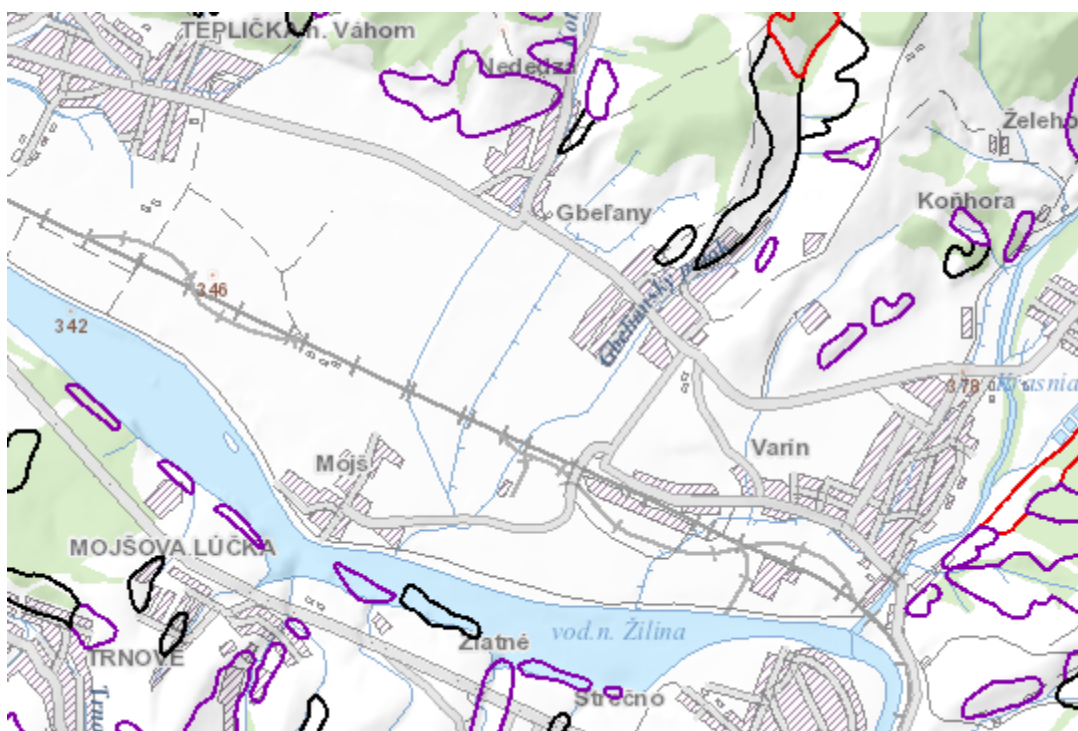 TEPLIČKA n. Váhom
Nededza
Želeho
Koňhora
Gbeľany
346
342
Gbeliansky potok
378
Krasnia
Varín
Mojš
MOJŠOVA LÚČKA
vod.n. Žilina
Zlatné
TRNOVÉ
Strečno